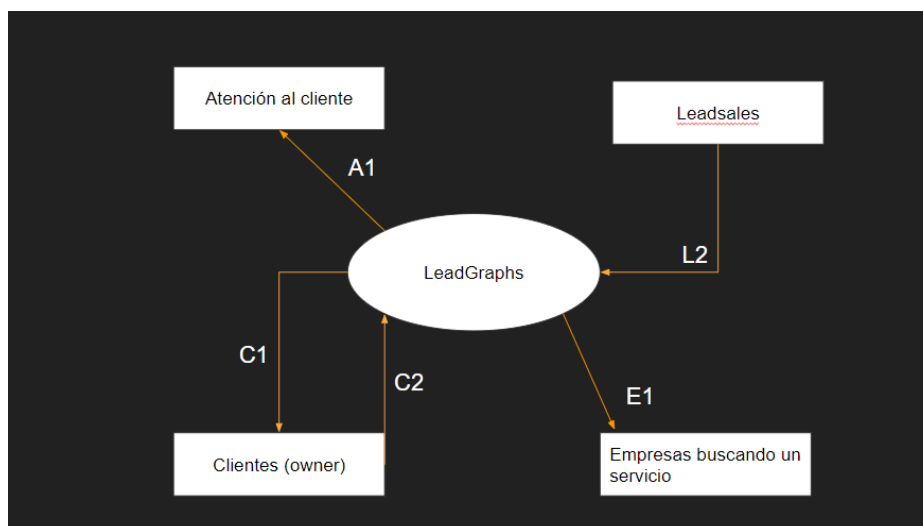 Atención al cliente
Leadsales
A1
L2
LeadGraphs
C1
C2
E1
Clientes (owner)
Empresas buscando un
servicio